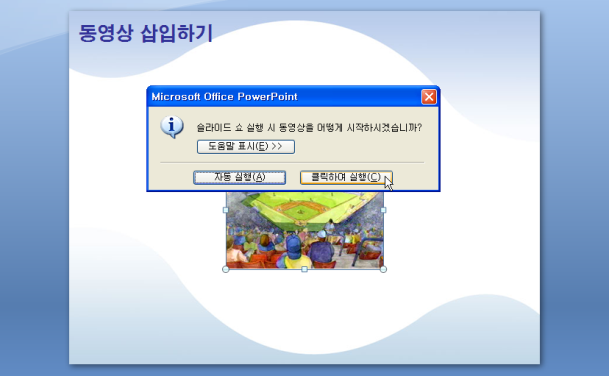 동영상 삽입하기
Microsoft Office PowerPoint
슬라이드 쇼 실행 시 동영상을 어떻게 시작하시겠습니까?
도움말 표시(E) >>
자동 실행(A)
클릭하여 실행(C)